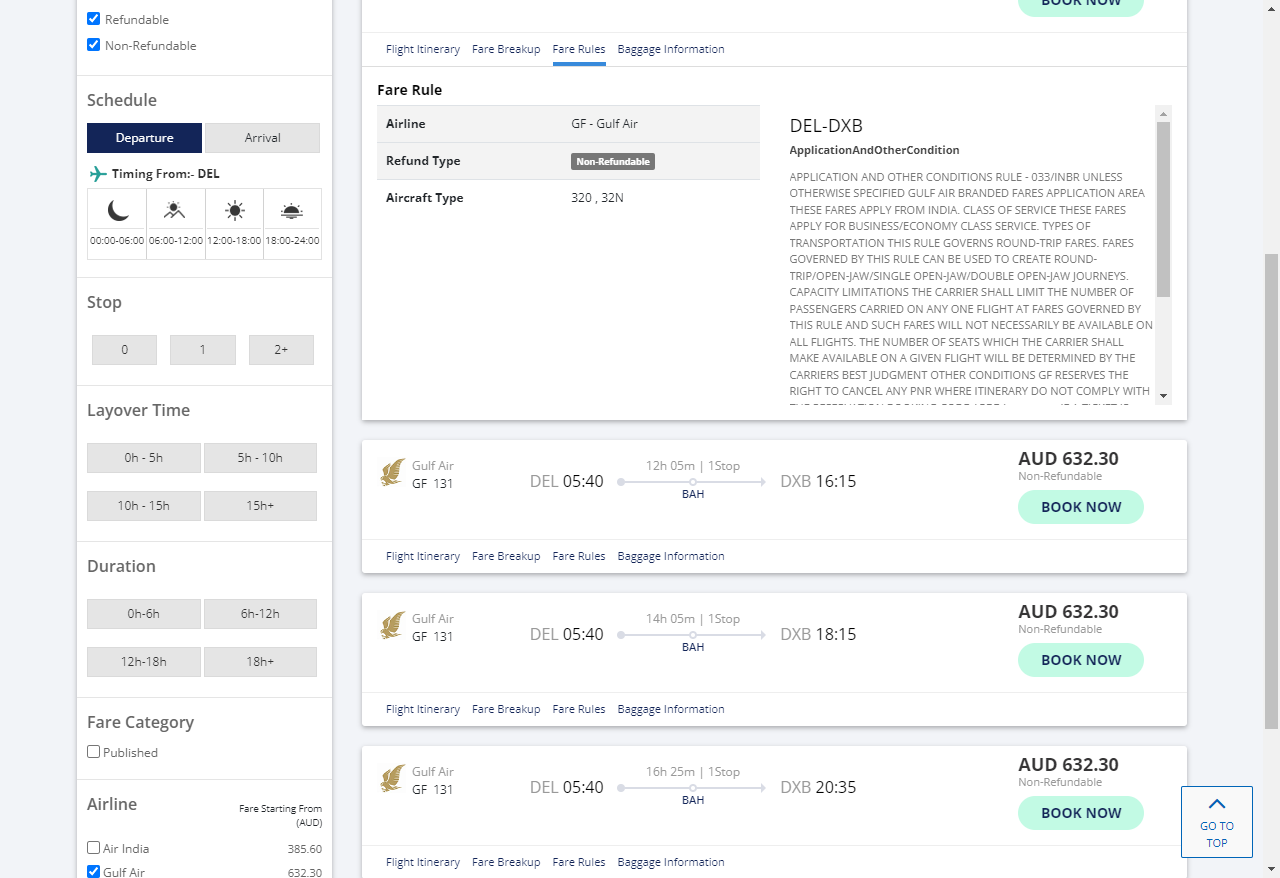 Refundable
Non-Refundable
Schedule
Departure
Arrival
Timing From:- DEL
00:00-06:00
06:00-12:00
12:00-18:00
18:00-24:00
Stop
0
1
2+
Layover Time
0h - 5h
5h - 10h
10h - 15h
15h+
Duration
0h-6h
6h-12h
12h-18h
18h+
Fare Category
Published
Airline
Fare Starting From
(AUD)
Air India
385.60
Gulf Air
632.30
BOOK NOW
Flight Itinerary
Fare Breakup
Fare Rules
Baggage Information
Fare Rule
Airline
GF - Gulf Air
Refund Type
Non-Refundable
Aircraft Type
320 , 32N
DEL-DXB
ApplicationAndOtherCondition
APPLICATION AND OTHER CONDITIONS RULE - 033/INBR UNLESS
OTHERWISE SPECIFIED GULF AIR BRANDED FARES APPLICATION AREA
THESE FARES APPLY FROM INDIA. CLASS OF SERVICE THESE FARES
APPLY FOR BUSINESS/ECONOMY CLASS SERVICE. TYPES OF
TRANSPORTATION THIS RULE GOVERNS ROUND-TRIP FARES. FARES
GOVERNED BY THIS RULE CAN BE USED TO CREATE ROUND-
TRIP/OPEN-JAW/SINGLE OPEN-JAW/DOUBLE OPEN-JAW JOURNEYS.
CAPACITY LIMITATIONS THE CARRIER SHALL LIMIT THE NUMBER OF
PASSENGERS CARRIED ON ANY ONE FLIGHT AT FARES GOVERNED BY
THIS RULE AND SUCH FARES WILL NOT NECESSARILY BE AVAILABLE ON
ALL FLIGHTS. THE NUMBER OF SEATS WHICH THE CARRIER SHALL
MAKE AVAILABLE ON A GIVEN FLIGHT WILL BE DETERMINED BY THE
CARRIERS BEST JUDGMENT OTHER CONDITIONS GF RESERVES THE
RIGHT TO CANCEL ANY PNR WHERE ITINERARY DO NOT COMPLY WITH
Gulf Air
GF 131
DEL 05:40
12h 05m | 1Stop
BAH
DXB 16:15
AUD 632.30
Non-Refundable
BOOK NOW
Flight Itinerary
Fare Breakup
Fare Rules
Baggage Information
Gulf Air
GF 131
DEL 05:40
14h 05m | 1Stop
BAH
DXB 18:15
AUD 632.30
Non-Refundable
BOOK NOW
Flight Itinerary
Fare Breakup
Fare Rules
Baggage Information
Gulf Air
GF 131
DEL 05:40
16h 25m | 1Stop
BAH
DXB 20:35
AUD 632.30
Non-Refundable
BOOK NOW
Flight Itinerary
Fare Breakup
Fare Rules
Baggage Information
GO TO
TOP